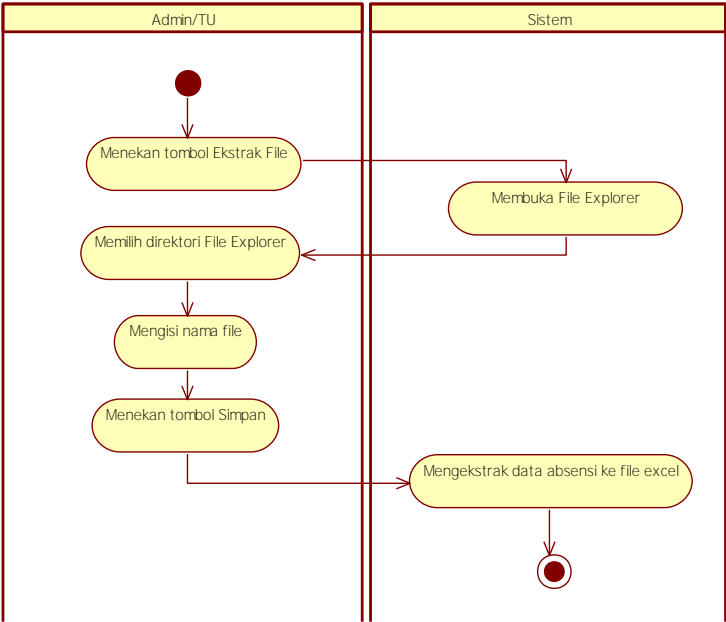 Admin/TU
Sistem
Menekan tombol Ekstrak File
Membuka File Explorer
Memilih direktori File Explorer
Mengisi nama file
Menekan tombol Simpan
Mengekstrak data absensi ke file excel